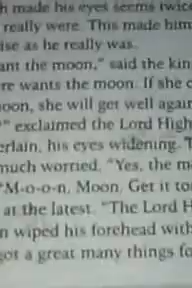 h made his eyes seems twice
really were. This made him
ise as he really was.
ant the moon," said the kin
re wants the moon. If she c
oon, she will get well again
" exclaimed the Lord High
erlain, his eyes widening. T
much worried. "Yes, the m
"M-o-o-n, Moon. Get it to
at the latest. "The Lord H
n wiped his forehead with
got a great many things fo